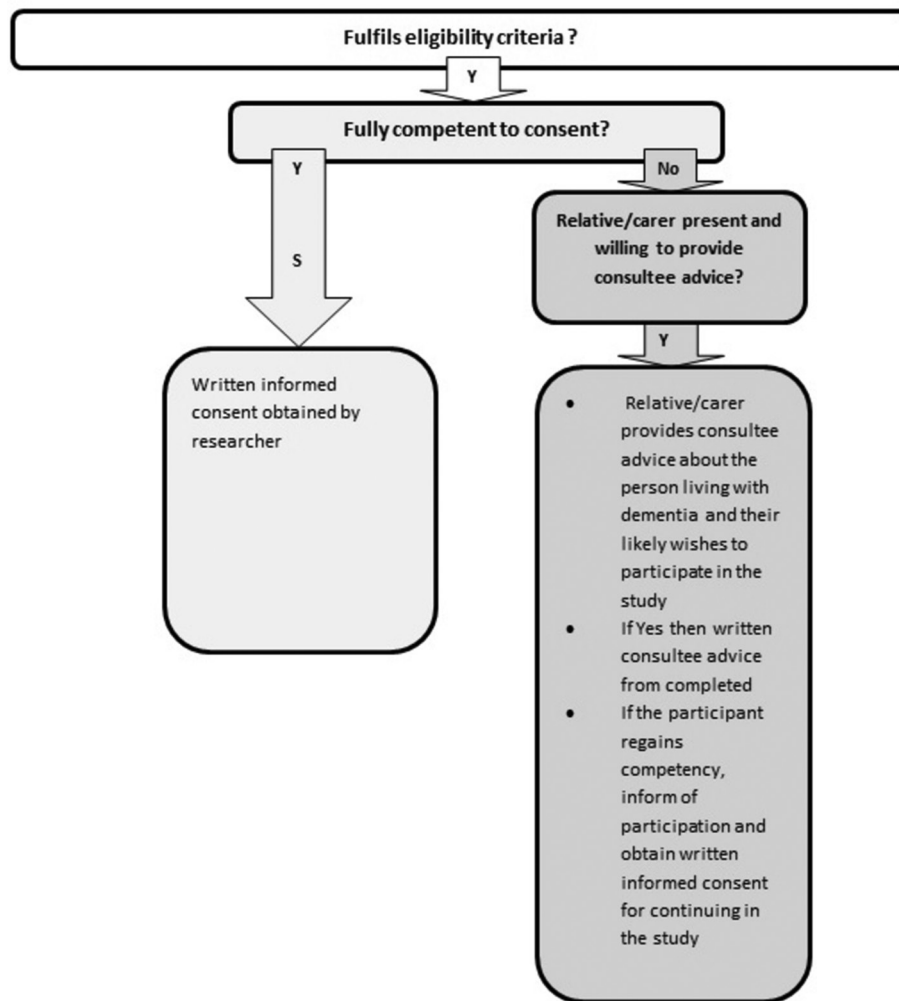 Fulfils eligibility criteria ?
Y
Fully competent to consent?
Y
S
No
Relative/carer present and
willing to provide
consultee advice?
Y
Written informed
consent obtained by
researcher
• Relative/carer
provides consultee
advice about the
person living with
dementia and their
likely wishes to
participate in the
study
• If Yes then written
consultee advice
from completed
• If the participant
regains
competency,
inform of
participation and
obtain written
informed consent
for continuing in
the study